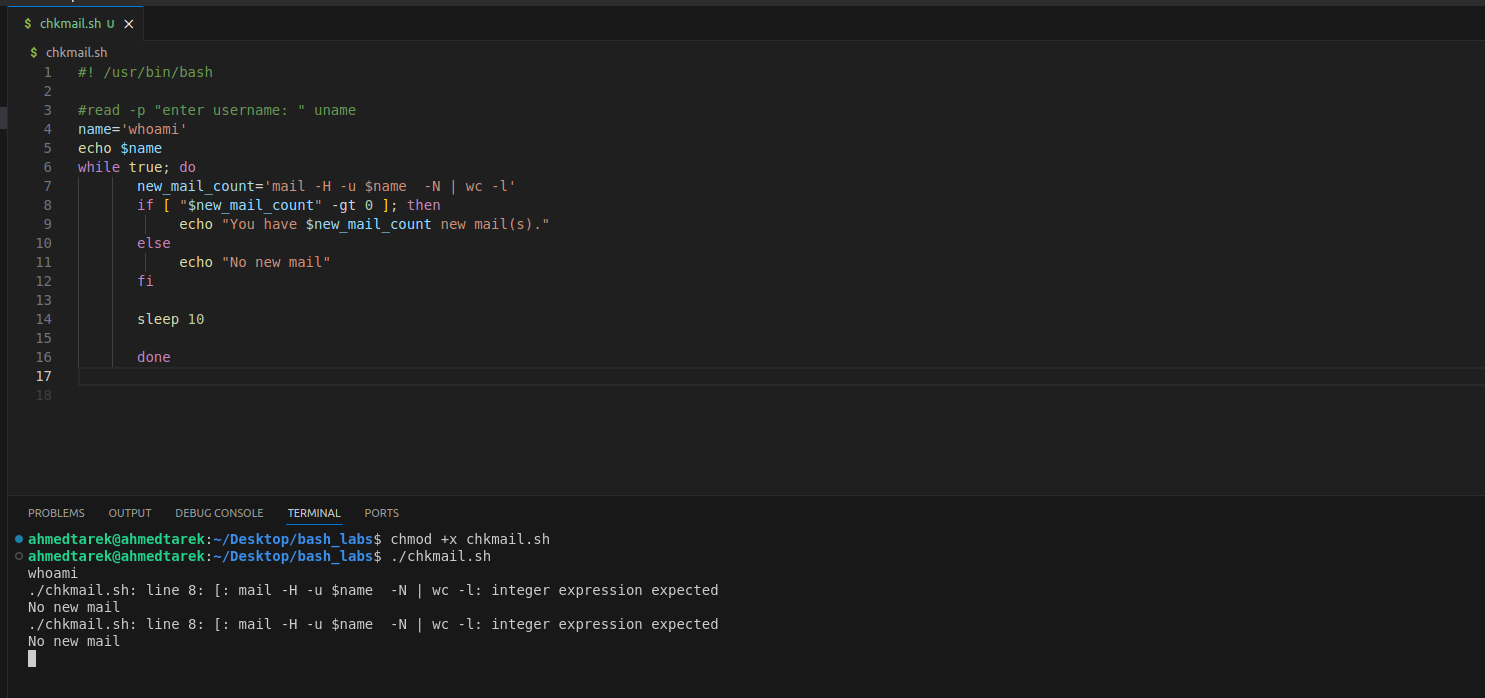 $ chkmail.sh U ×
$ chkmail.sh
1 #! /usr/bin/bash
2
3 #read -p "enter username: " uname
4 name='whoami'
5 echo $name
6 while true; do
7 new_mail_count='mail -H -u $name  -N | wc -l'
8 if [ "$new_mail_count" -gt 0 ]; then
9 echo "You have $new_mail_count new mail(s)."
10 else
11 echo "No new mail"
12 fi
13
14 sleep 10
15
16 done
17
18
PROBLEMS OUTPUT DEBUG CONSOLE TERMINAL PORTS
ahmedtarek@ahmedtarek:~/Desktop/bash_labs$ chmod +x chkmail.sh
ahmedtarek@ahmedtarek:~/Desktop/bash_labs$ ./chkmail.sh
whoami
./chkmail.sh: line 8: [: mail -H -u $name  -N | wc -l: integer expression expected
No new mail
./chkmail.sh: line 8: [: mail -H -u $name  -N | wc -l: integer expression expected
No new mail